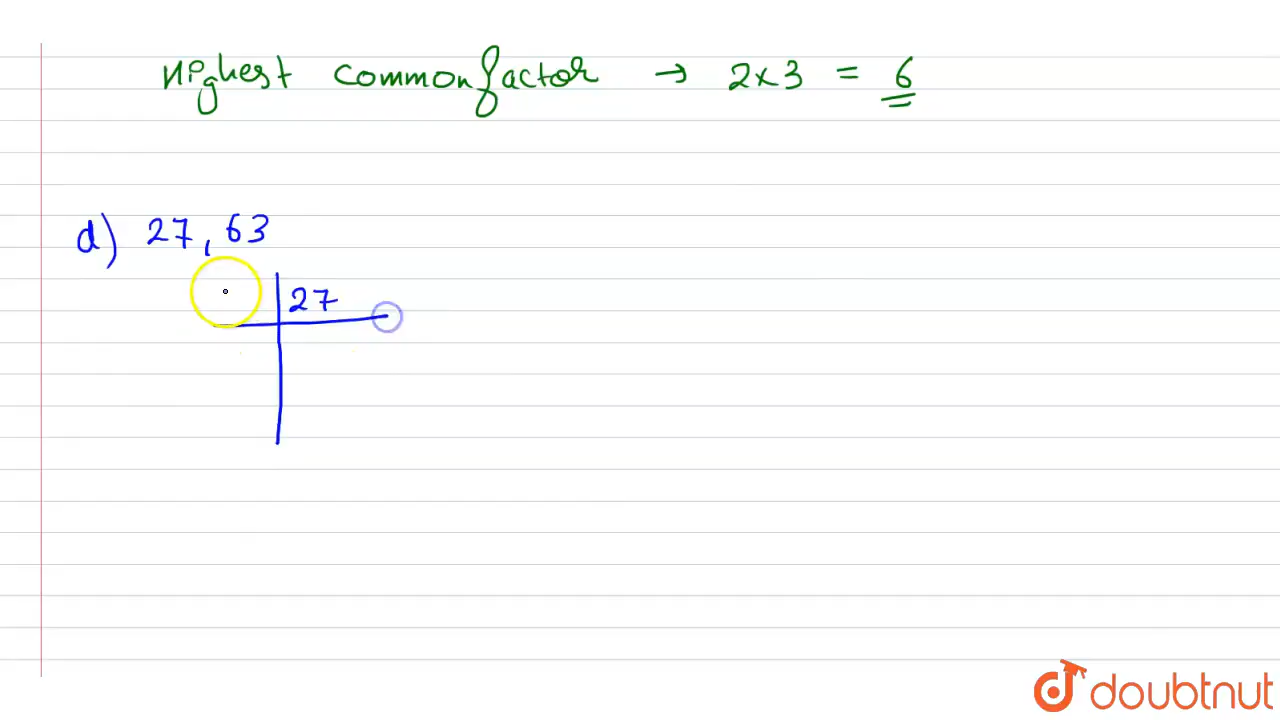 Highest common factor → 2×3 = 6
d) 27, 63
27
doubtnut